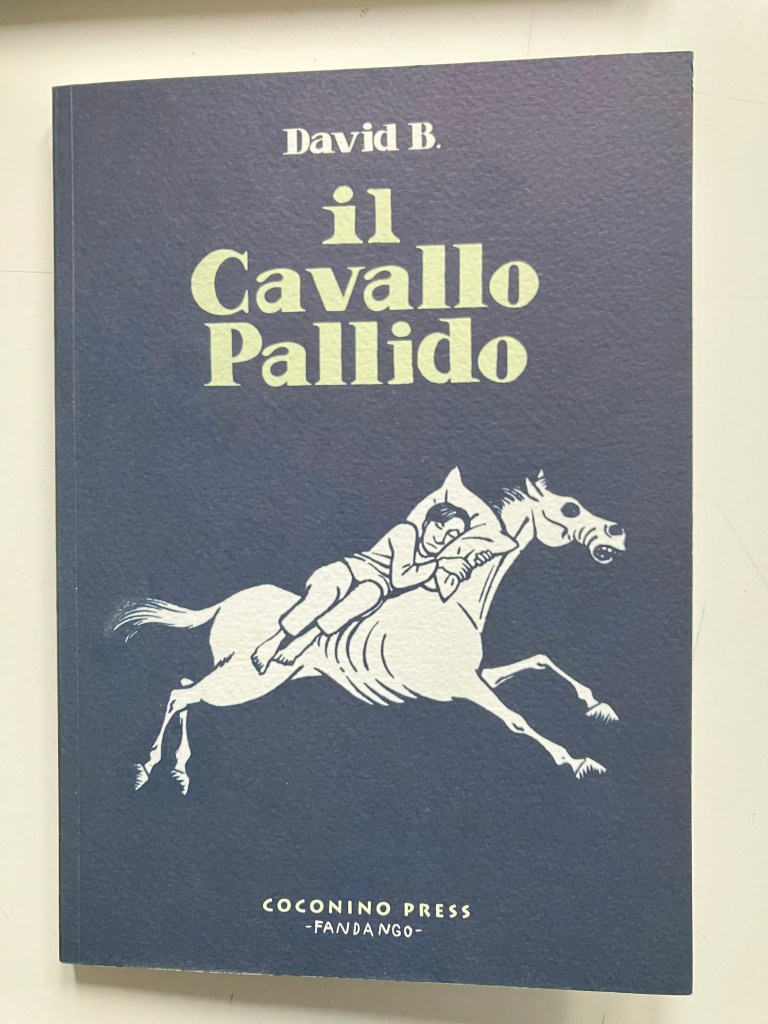 David B.
il
Cavallo
Pallido
COCONINO PRESS
-FANDANGO-